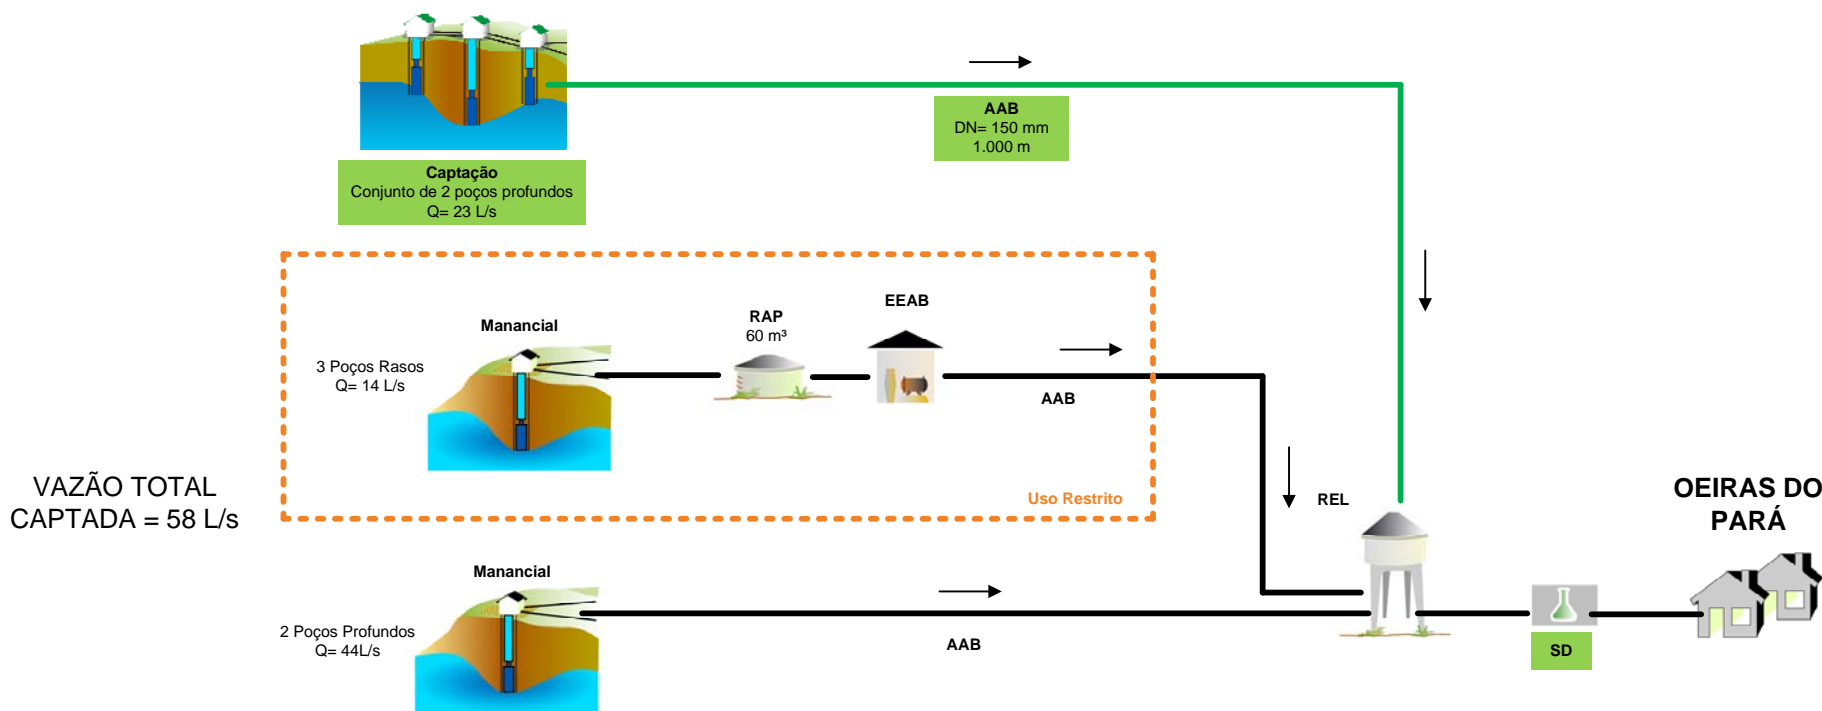 AAB
DN= 150 mm
1.000 m
Captação
Conjunto de 2 poços profundos
Q= 23 L/s
EEAB
RAP
60 m³
Manancial
3 Poços Rasos
Q= 14 L/s
AAB
Uso Restrito
VAZÃO TOTAL
CAPTADA = 58 L/s
REL
OEIRAS DO
PARÁ
Manancial
2 Poços Profundos
Q= 44L/s
AAB
SD